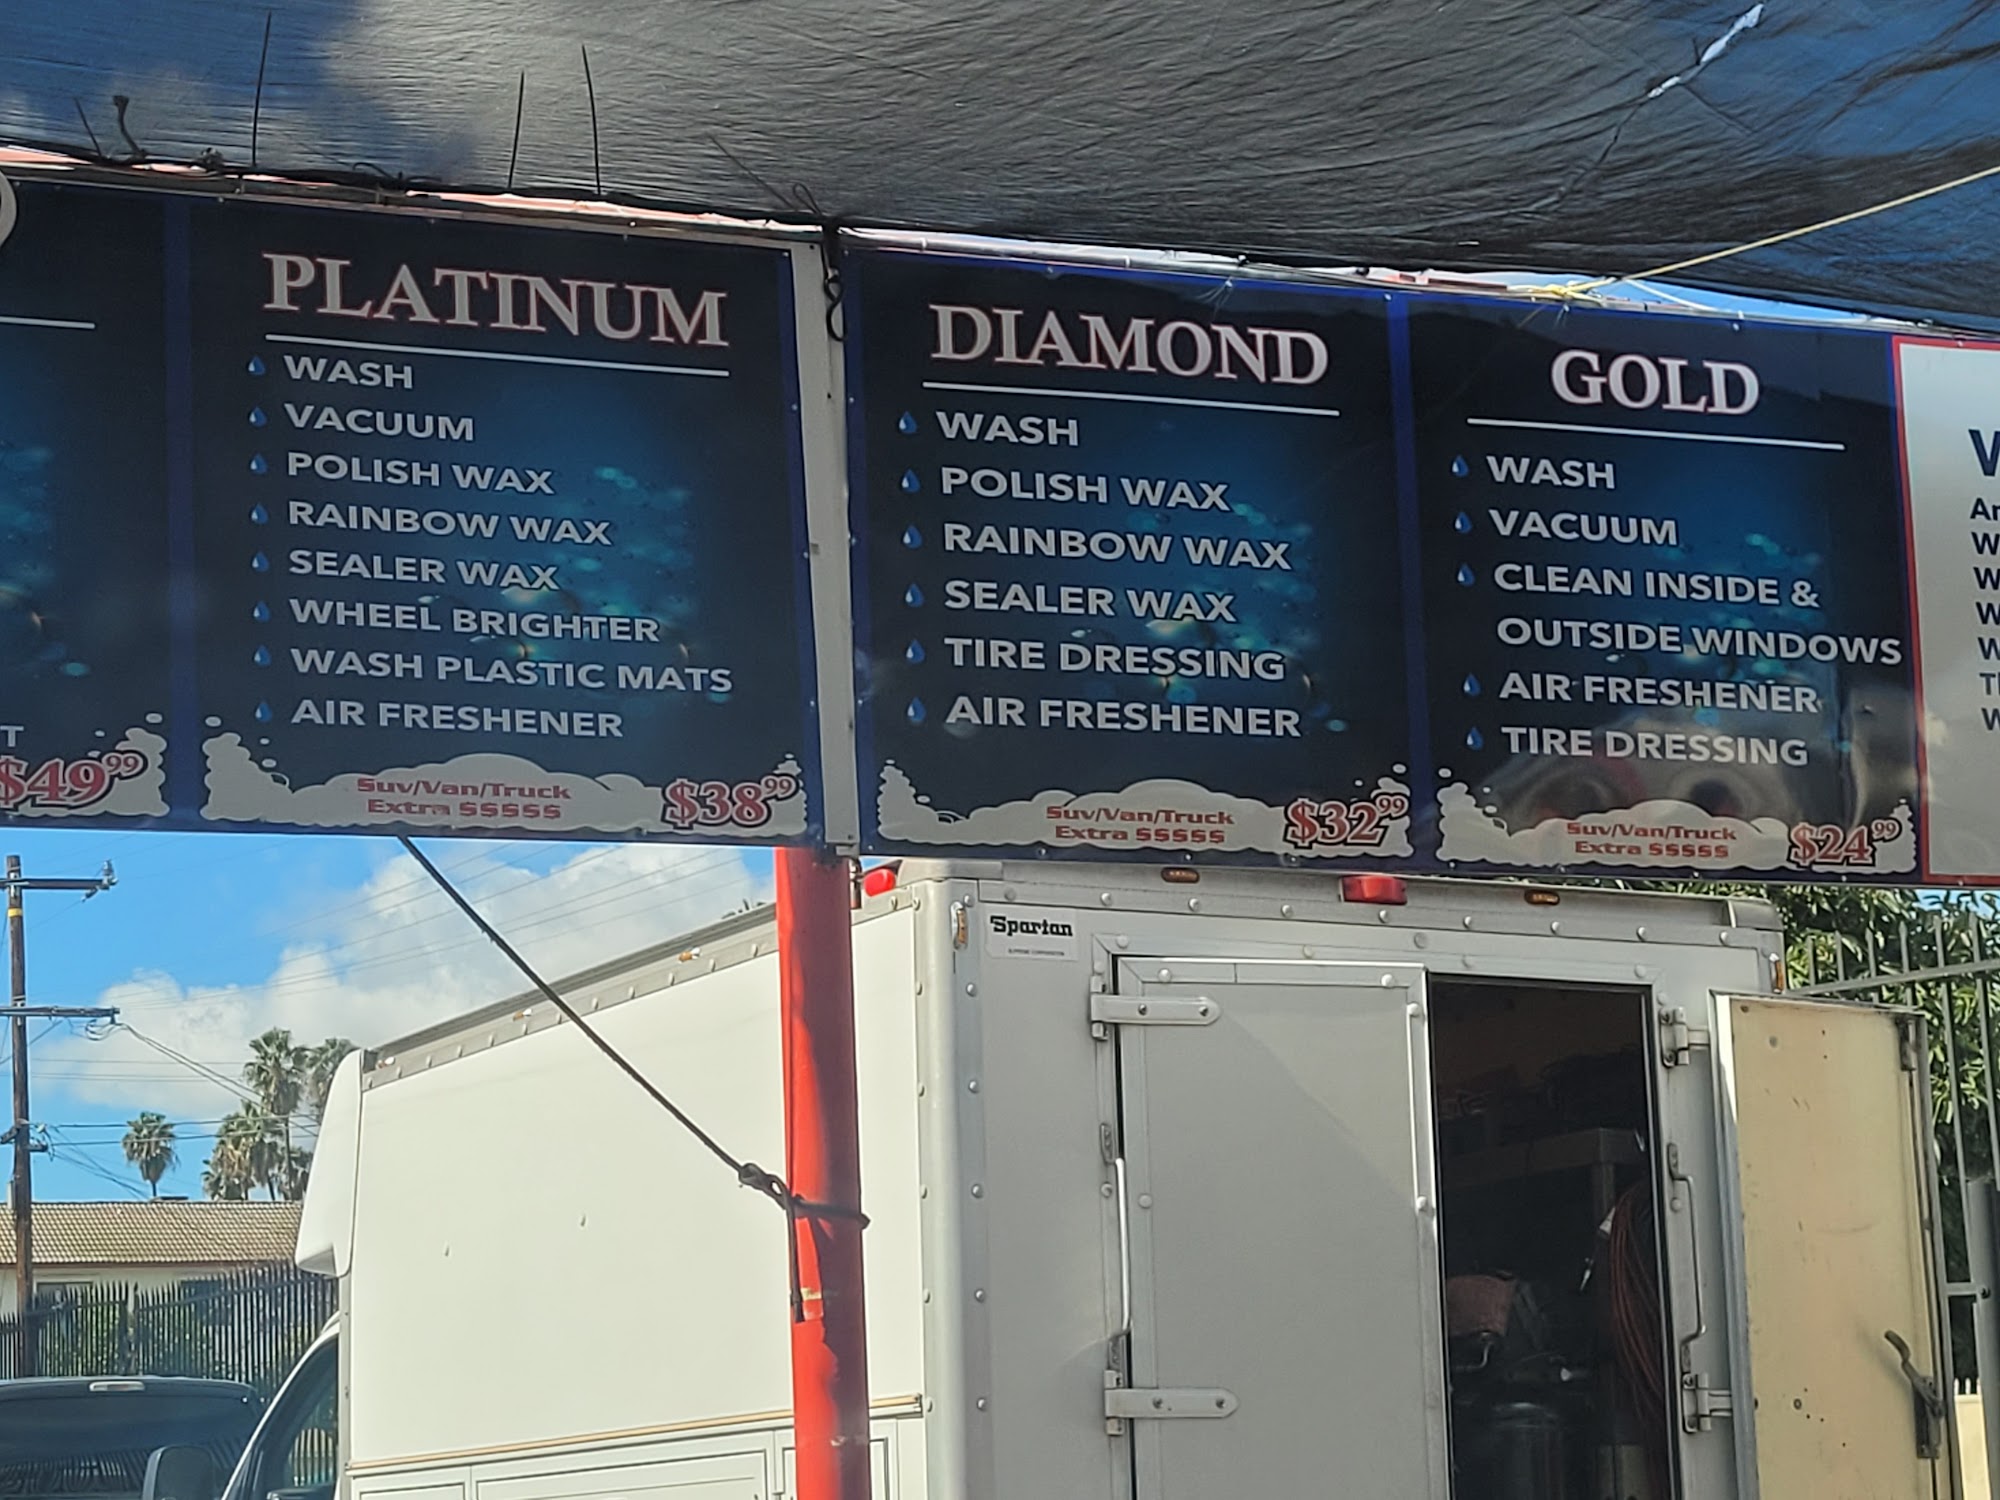 T
$49.99
PLATINUM
WASH
VACUUM
POLISH WAX
RAINBOW WAX
SEALER WAX
WHEEL BRIGHTER
WASH PLASTIC MATS
AIR FRESHENER
Suv/Van/Truck
Extra $$$$$
$38.99
DIAMOND
WASH
POLISH WAX
RAINBOW WAX
SEALER WAX
TIRE DRESSING
AIR FRESHENER
Suv/Van/Truck
Extra $$$$$
$32.99
GOLD
WASH
VACUUM
CLEAN INSIDE &
OUTSIDE WINDOWS
AIR FRESHENER
TIRE DRESSING
Suv/Van/Truck
Extra $$$$$
$24.99
Spartan